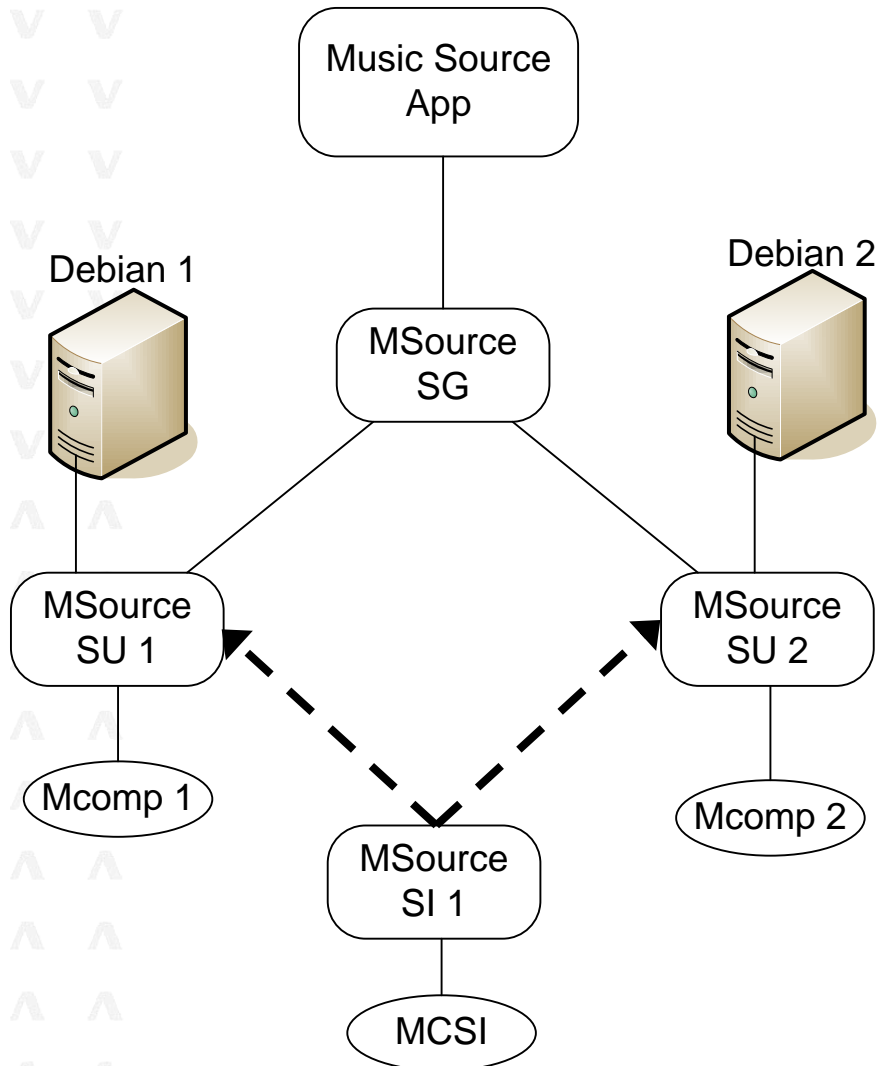 Music Source
App
Debian 1
Debian 2
MSource
SG
MSource
SU 1
MSource
SU 2
Mcomp 1
Mcomp 2
MSource
SI 1
MCSI